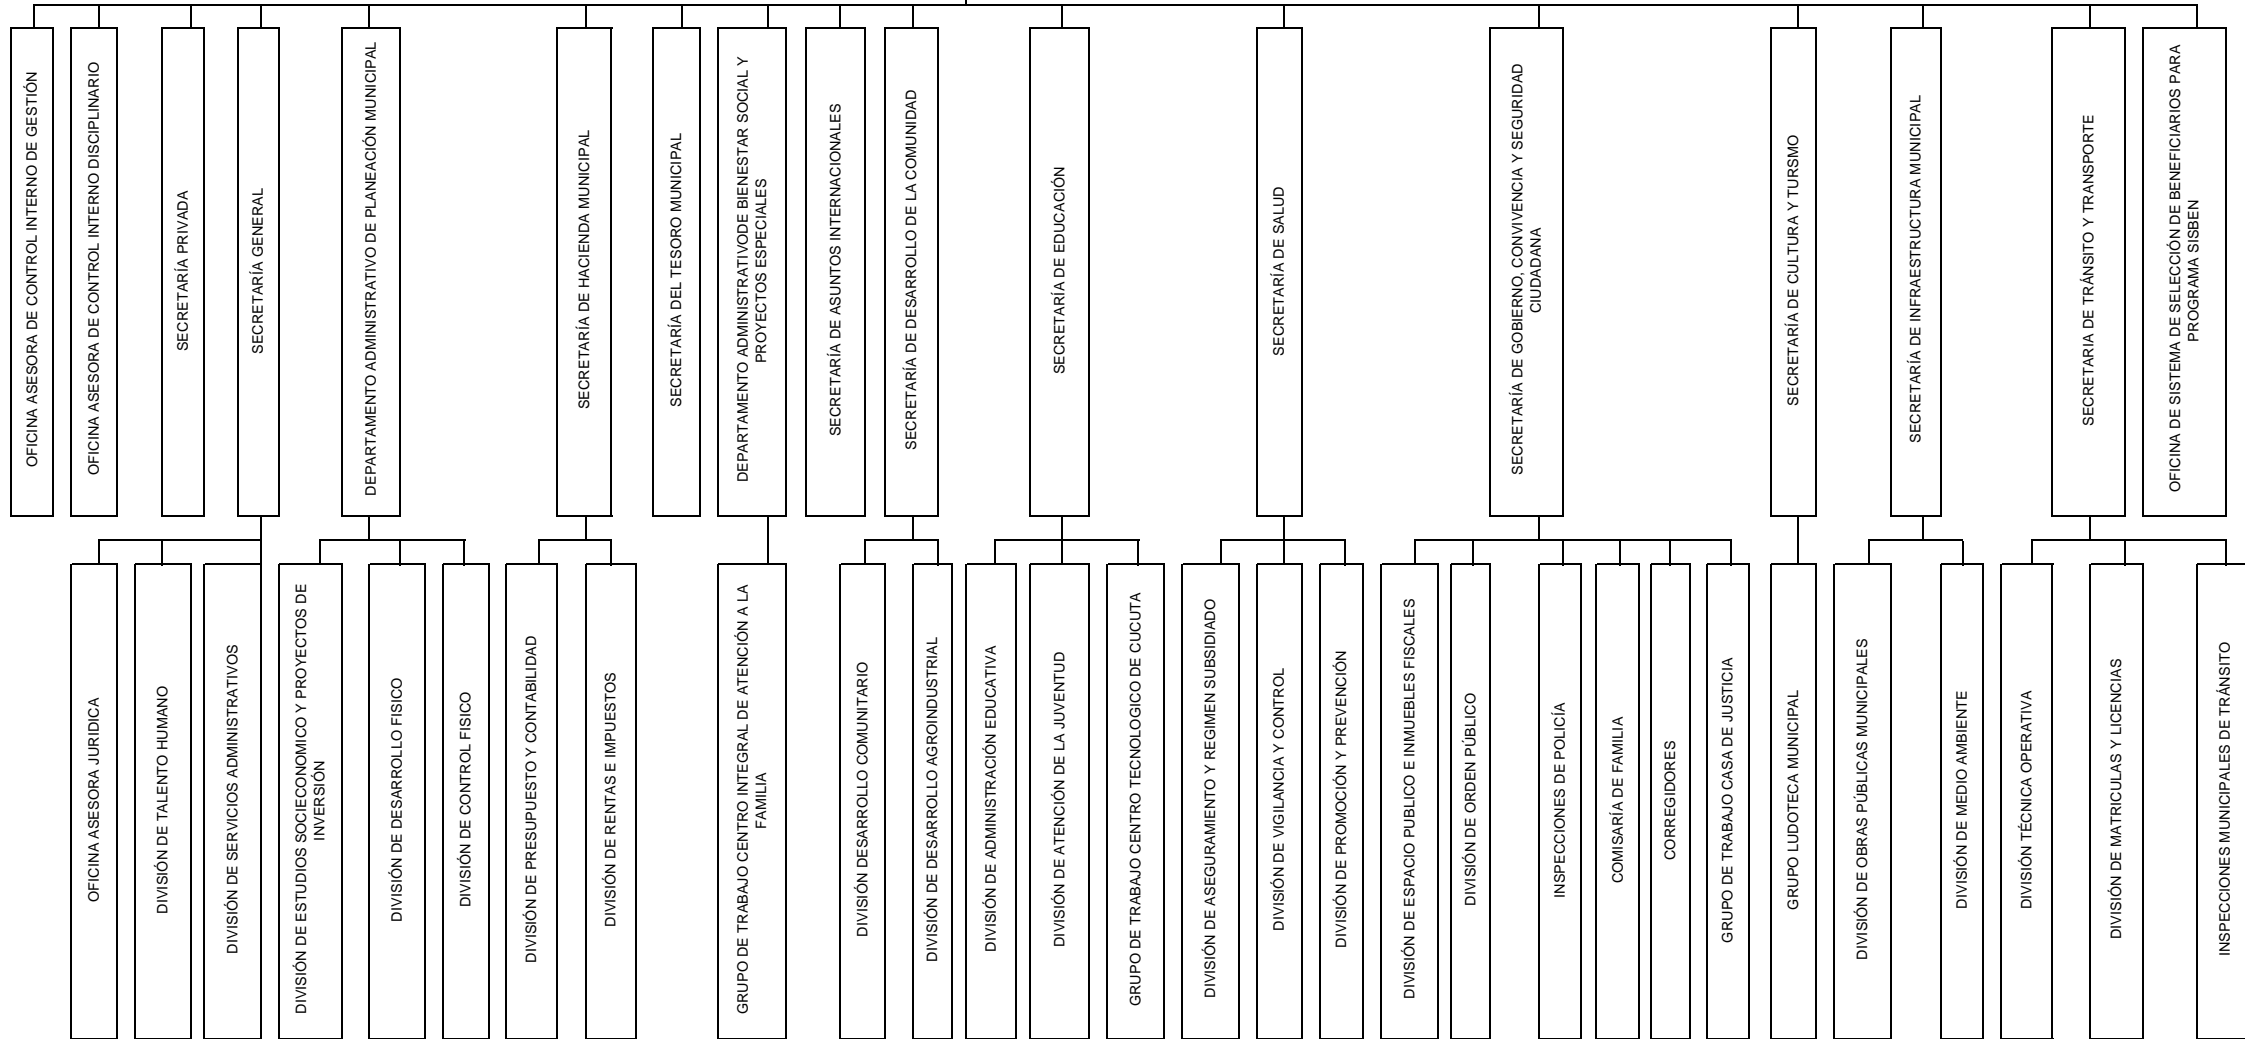 OFICINA ASESORA DE CONTROL INTERNO DE GESTIÓN
OFICINA ASESORA DE CONTROL INTERNO DISCIPLINARIO
SECRETARÍA PRIVADA
SECRETARÍA GENERAL
DEPARTAMENTO ADMINISTRATIVO DE PLANEACIÓN MUNICIPAL
SECRETARÍA DE HACIENDA MUNICIPAL
SECRETARÍA DEL TESORO MUNICIPAL
DEPARTAMENTO ADMINISTRATIVODE BIENESTAR SOCIAL Y
PROYECTOS ESPECIALES
SECRETARÍA DE ASUNTOS INTERNACIONALES
SECRETARÍA DE DESARROLLO DE LA COMUNIDAD
SECRETARÍA DE EDUCACIÓN
SECRETARÍA DE SALUD
SECRETARÍA DE GOBIERNO, CONVIVENCIA Y SEGURIDAD
CIUDADANA
SECRETARÍA DE CULTURA Y TURSMO
SECRETARÍA DE INFRAESTRUCTURA MUNICIPAL
SECRETARIA DE TRÁNSITO Y TRANSPORTE
OFICINA DE SISTEMA DE SELECCIÓN DE BENEFICIARIOS PARA
PROGRAMA SISBEN
OFICINA ASESORA JURIDICA
DIVISIÓN DE TALENTO HUMANO
DIVISIÓN DE SERVICIOS ADMINISTRATIVOS
DIVISIÓN DE ESTUDIOS SOCIECONOMICO Y PROYECTOS DE
INVERSIÓN
DIVISIÓN DE DESARROLLO FISICO
DIVISIÓN DE CONTROL FISICO
DIVISIÓN DE PRESUPUESTO Y CONTABILIDAD
DIVISIÓN DE RENTAS E IMPUESTOS
GRUPO DE TRABAJO CENTRO INTEGRAL DE ATENCIÓN A LA
FAMILIA
DIVISIÓN DESARROLLO COMUNITARIO
DIVISIÓN DE DESARROLLO AGROINDUSTRIAL
DIVISIÓN DE ADMINISTRACIÓN EDUCATIVA
DIVISIÓN DE ATENCIÓN DE LA JUVENTUD
GRUPO DE TRABAJO CENTRO TECNOLOGICO DE CUCUTA
DIVISIÓN DE ASEGURAMIENTO Y REGIMEN SUBSIDIADO
DIVISIÓN DE VIGILANCIA Y CONTROL
DIVISIÓN DE PROMOCIÓN Y PREVENCIÓN
DIVISIÓN DE ESPACIO PUBLICO E INMUEBLES FISCALES
DIVISIÓN DE ORDEN PÚBLICO
INSPECCIONES DE POLICÍA
COMISARÍA DE FAMILIA
CORREGIDORES
GRUPO DE TRABAJO CASA DE JUSTICIA
GRUPO LUDOTECA MUNICIPAL
DIVISIÓN DE OBRAS PÚBLICAS MUNICIPALES
DIVISIÓN DE MEDIO AMBIENTE
DIVISIÓN TÉCNICA OPERATIVA
DIVISIÓN DE MATRICULAS Y LICENCIAS
INSPECCIONES MUNICIPALES DE TRÁNSITO